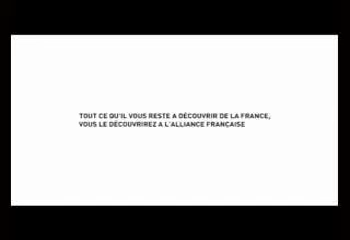 TOUT CE QU'IL VOUS RESTE A DÉCOUVRIR DE LA FRANCE,
VOUS LE DÉCOUVRIREZ A L'ALLIANCE FRANÇAISE